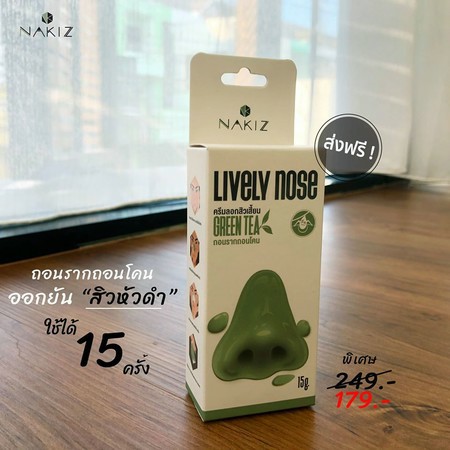 NAKIZ
NAKIZ
ส่งฟรี !
LIVELY NOSE
ครีมลอกสิวเสี้ยน
GREEN TEA
ถอนรากถอนโคน
ถอนรากถอนโคน
ออกยัน “สิวหัวดำ”
ใช้ได้
15
ครั้ง
15g.
พิเศษ
249.-
179.-